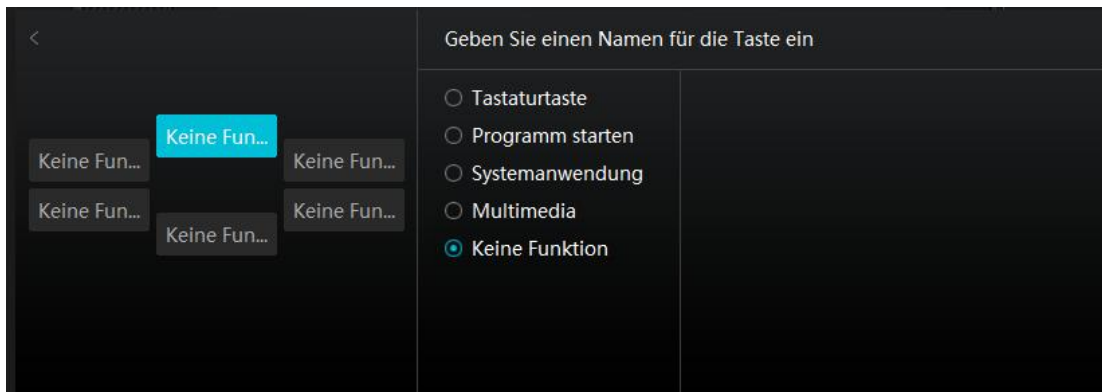 <
Geben Sie einen Namen für die Taste ein
Keine Fun...
Keine Fun...
Keine Fun...
Keine Fun...
Keine Fun...
Keine Fun...
Tastaturtaste
Programm starten
Systemanwendung
Multimedia
Keine Funktion